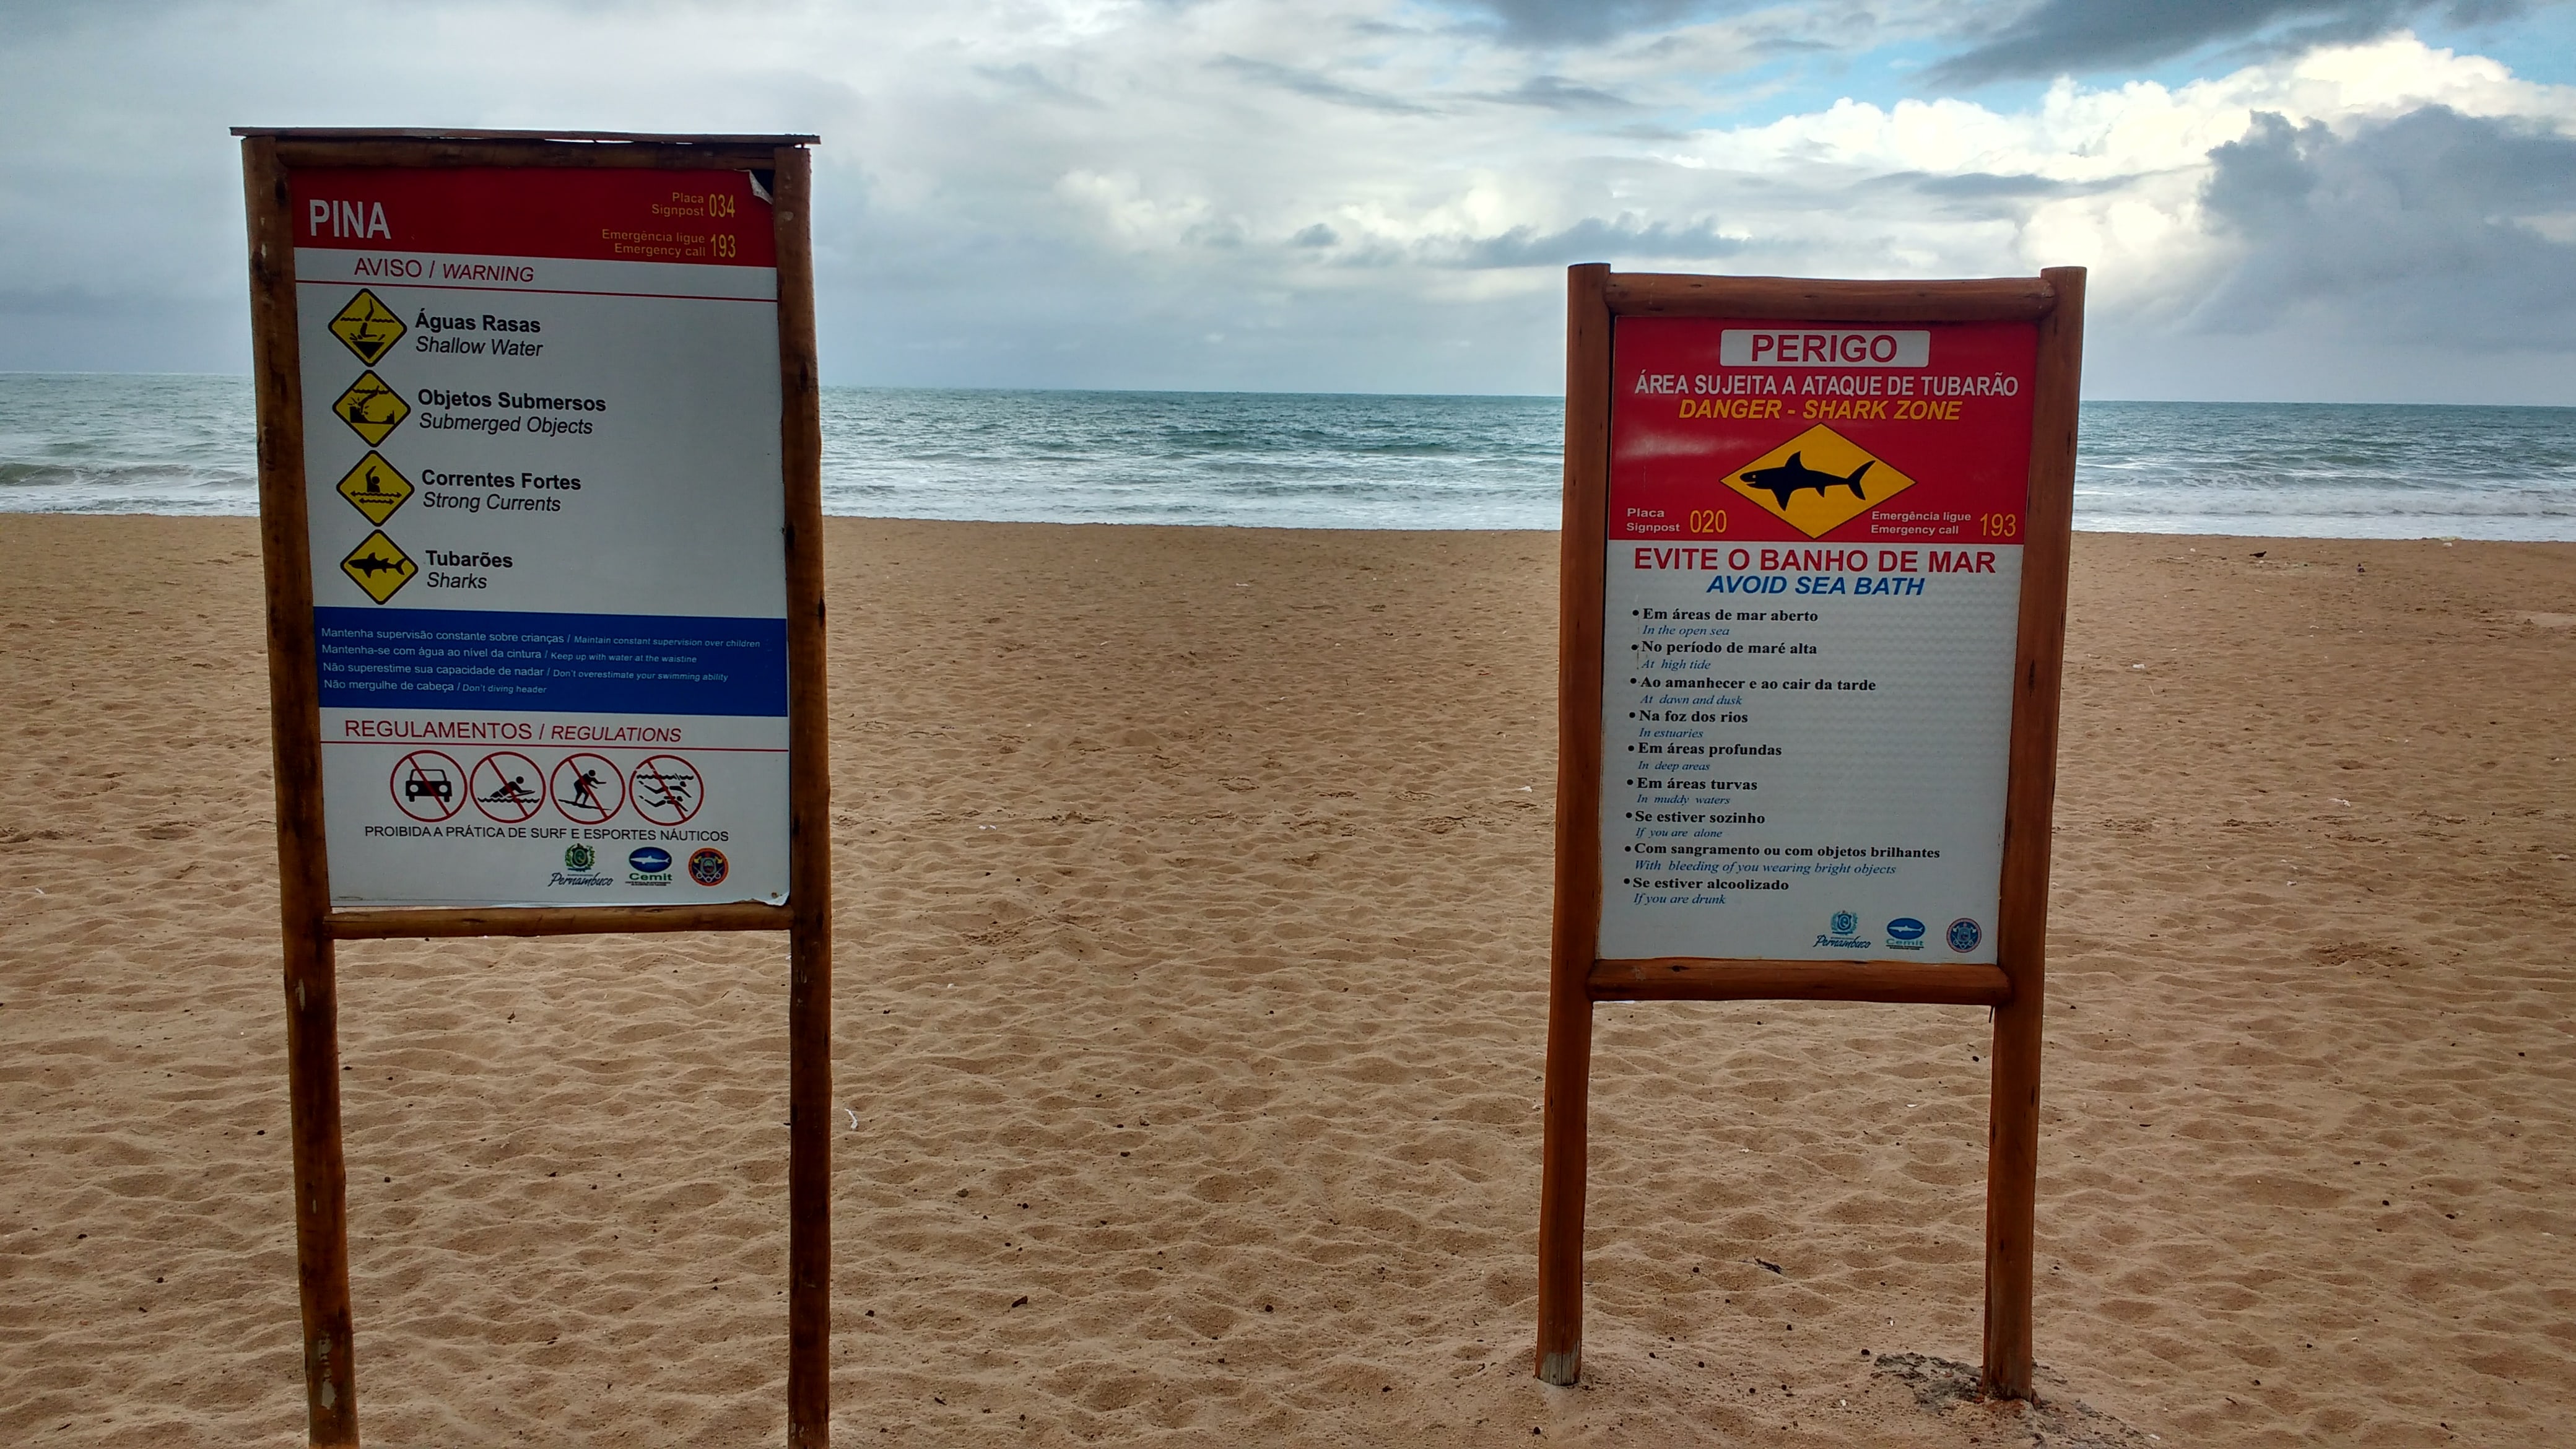 PINA
Placa
Signpost 034
Emergência ligue
Emergency call 193
AVISO / WARNING
Águas Rasas
Shallow Water
Objetos Submersos
Submerged Objects
Correntes Fortes
Strong Currents
Tubarões
Sharks
Mantenha supervisão constante sobre crianças / Maintain constant supervision over children
Mantenha-se com água ao nível da cintura / Keep up with water at the waistine
Não superestime sua capacidade de nadar / Don't overestimate your swimming ability
Não mergulhe de cabeça / Don't diving header
REGULAMENTOS / REGULATIONS
PROIBIDA A PRÁTICA DE SURF E ESPORTES NÁUTICOS
Pernambuco
Cemit
PERIGO
ÁREA SUJEITA A ATAQUE DE TUBARÃO
DANGER - SHARK ZONE
Placa
Signpost 020
Emergência ligue
Emergency call 193
EVITE O BANHO DE MAR
AVOID SEA BATH
• Em áreas de mar aberto
In the open sea
• No período de maré alta
At high tide
• Ao amanhecer e ao cair da tarde
At dawn and dusk
• Na foz dos rios
In estuaries
• Em áreas profundas
In deep areas
• Em áreas turvas
In muddy waters
• Se estiver sozinho
If you are alone
• Com sangramento ou com objetos brilhantes
With bleeding of you wearing bright objects
• Se estiver alcoolizado
If you are drunk
Pernambuco
Cemit